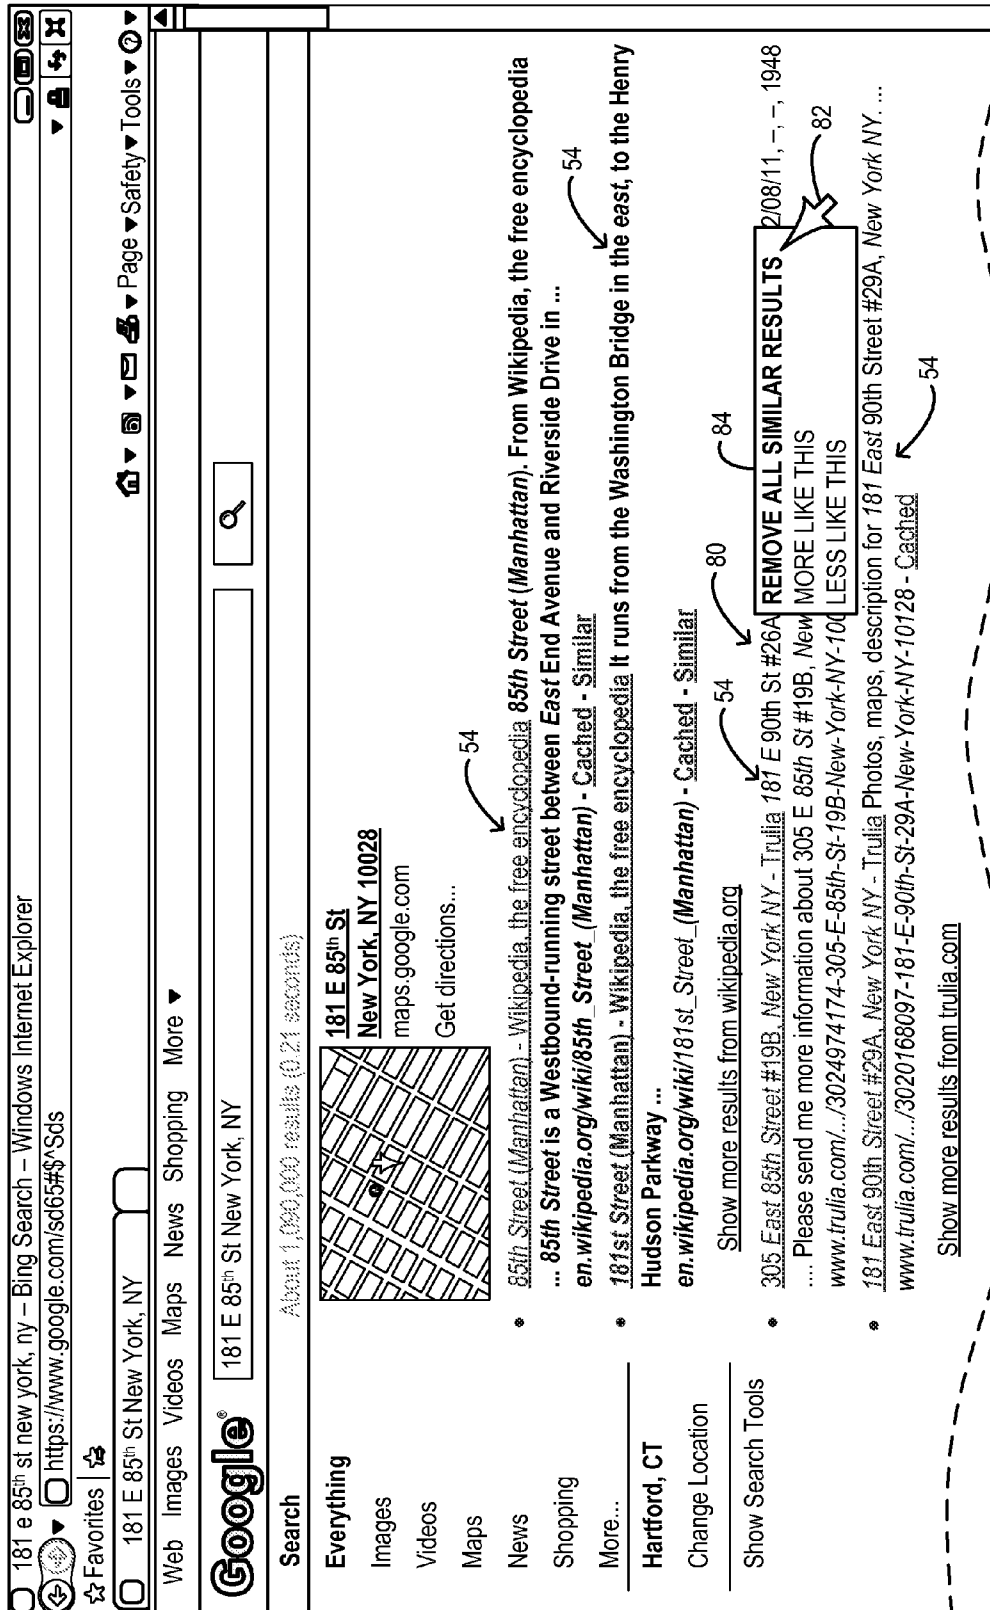 181 e 85th st new york, ny – Bing Search – Windows Internet Explorer
https://www.google.com/sd65#$^Sds
Favorites
181 E 85th St New York, NY
Page Safety Tools
Web Images Videos Maps News Shopping More
Google® 181 E 85th St New York, NY
Search About 1,090,000 results (0.21 seconds)
Everything
Images
Videos
Maps
News
Shopping
More...
Hartford, CT
Change Location
Show Search Tools
181 E 85th St
New York, NY 10028
maps.google.com
Get directions...
54
85th Street (Manhattan) - Wikipedia, the free encyclopedia 85th Street (Manhattan). From Wikipedia, the free encyclopedia
... 85th Street is a Westbound-running street between East End Avenue and Riverside Drive in ...
en.wikipedia.org/wiki/85th_Street_(Manhattan) - Cached - Similar
54
181st Street (Manhattan) - Wikipedia, the free encyclopedia It runs from the Washington Bridge in the east, to the Henry
Hudson Parkway ...
en.wikipedia.org/wiki/181st_Street_(Manhattan) - Cached - Similar
Show more results from wikipedia.org
54
80
84
305 East 85th Street #19B, New York NY - Trulia 181 E 90th St #26A 2/08/11, –, –, 1948
.... Please send me more information about 305 E 85th St #19B, New
www.trulia.com/.../3024974174-305-E-85th-St-19B-New-York-NY-100
REMOVE ALL SIMILAR RESULTS
MORE LIKE THIS
LESS LIKE THIS
82
181 East 90th Street #29A, New York NY - Trulia Photos, maps, description for 181 East 90th Street #29A, New York NY. ...
www.trulia.com/.../3020168097-181-E-90th-St-29A-New-York-NY-10128 - Cached
54
Show more results from trulia.com